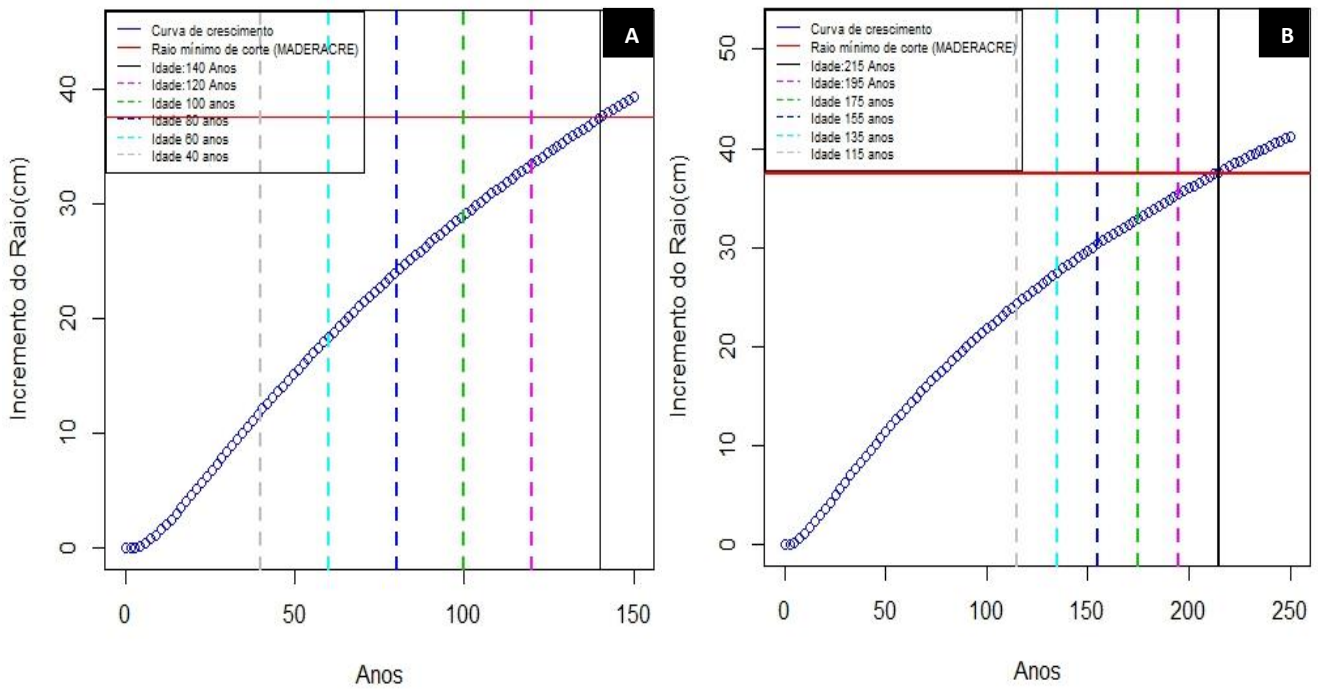 A
Curva de crescimento
Raio mínimo de corte (MADERACRE)
Idade:140 Anos
Idade:120 Anos
Idade 100 anos
Idade 80 anos
Idade 60 anos
Idade 40 anos
Incremento do Raio(cm)
40
30
20
10
0
0 50 100 150
Anos
B
Curva de crescimento
Raio mínimo de corte (MADERACRE)
Idade:215 Anos
Idade:195 Anos
Idade 175 anos
Idade 155 anos
Idade 135 anos
Idade 115 anos
Incremento do Raio(cm)
50
40
30
20
10
0
0 50 100 150 200 250
Anos